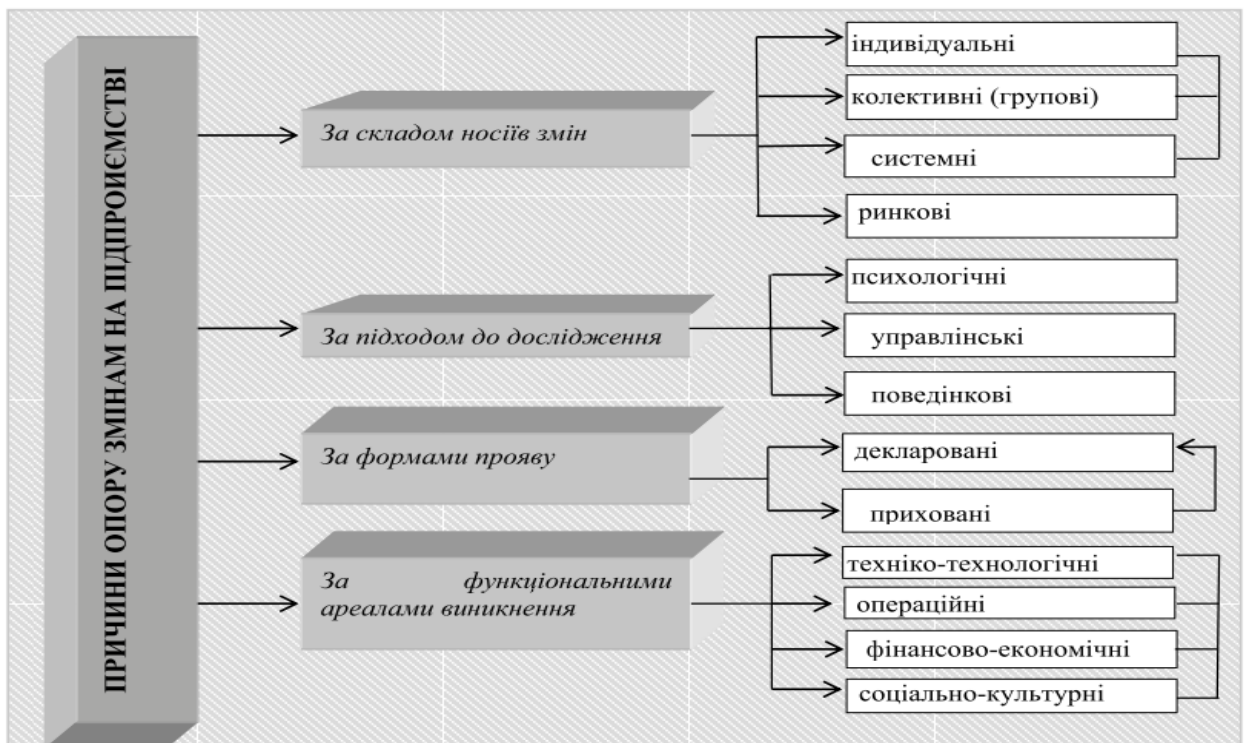 ПРИЧИНИ ОПОРУ ЗМІНАМ НА ПІДПРОИЄМСТВІ
За складом носіїв змін
індивідуальні
колективні (групові)
системні
ринкові
За підходом до дослідження
психологічні
управлінські
поведінкові
За формами прояву
декларовані
приховані
За функціональними
ареалами виникнення
техніко-технологічні
операційні
фінансово-економічні
соціально-культурні